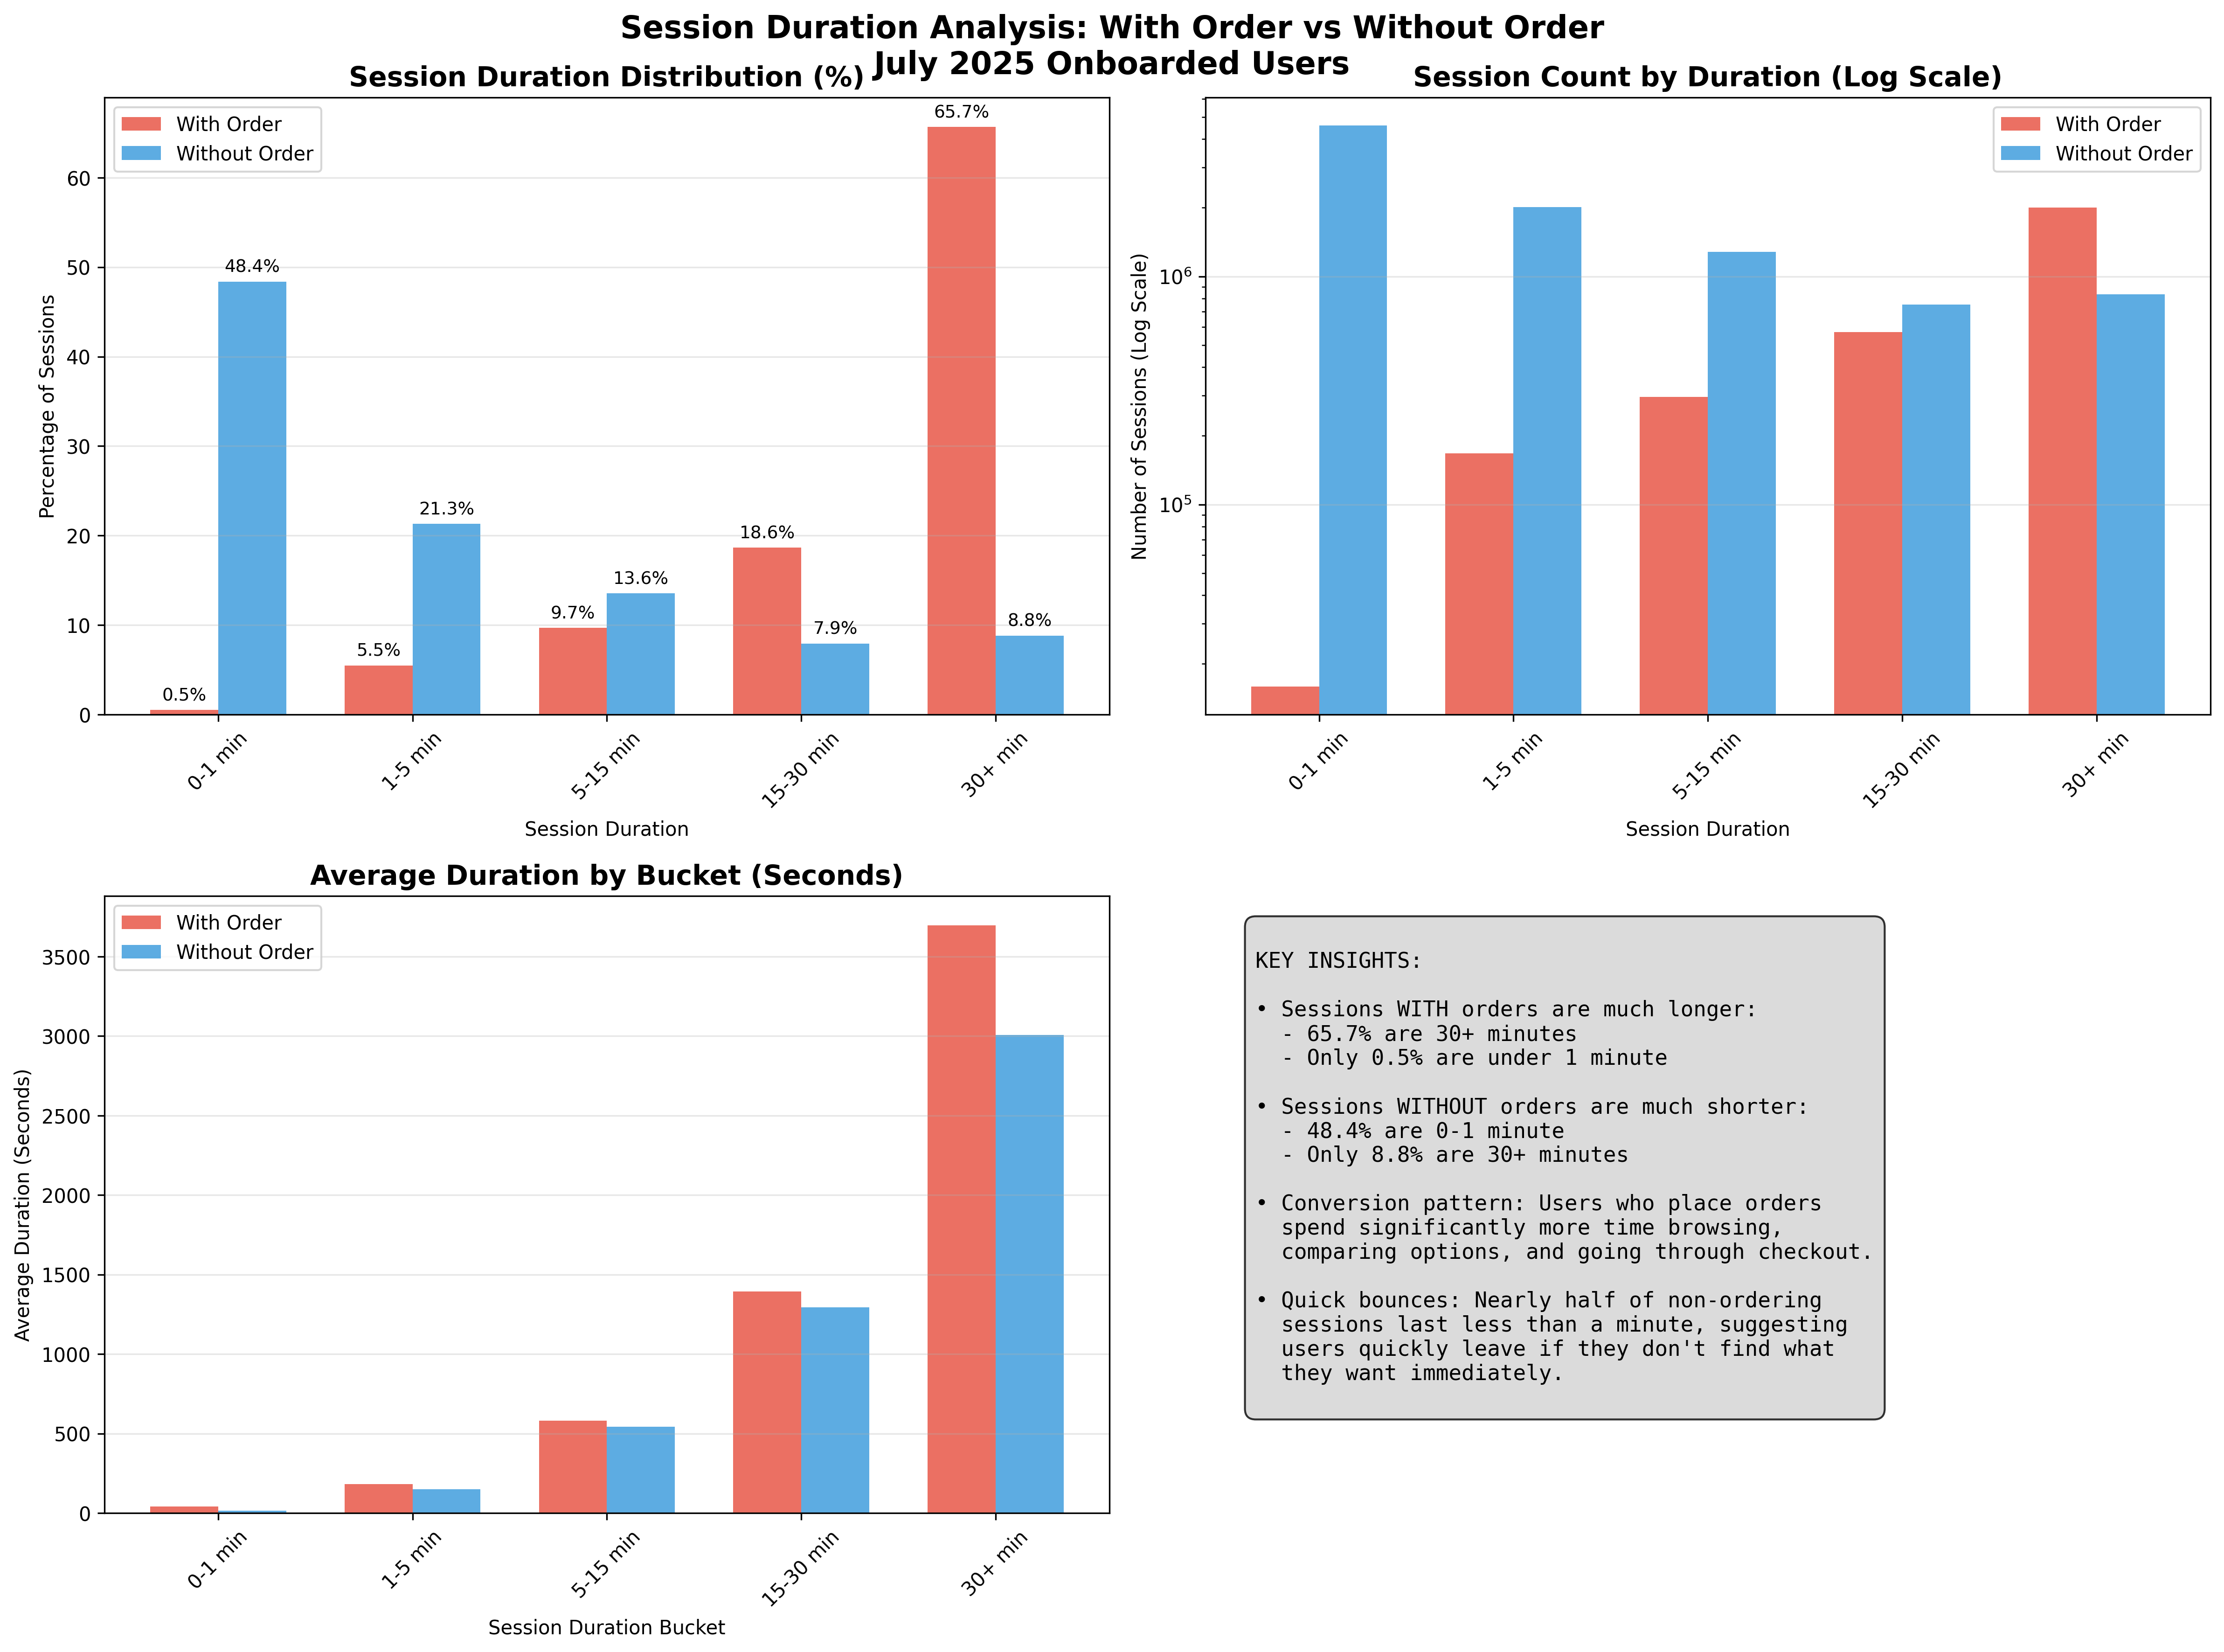 Session Duration Analysis: With Order vs Without Order
July 2025 Onboarded Users
Session Duration Distribution (%)
With Order
Without Order
Percentage of Sessions
60
50
40
30
20
10
0
0.5%
48.4%
5.5%
21.3%
9.7%
13.6%
18.6%
7.9%
65.7%
8.8%
0-1 min
1-5 min
5-15 min
15-30 min
30+ min
Session Duration
Session Count by Duration (Log Scale)
With Order
Without Order
Number of Sessions (Log Scale)
10⁶
10⁵
0-1 min
1-5 min
5-15 min
15-30 min
30+ min
Session Duration
Average Duration by Bucket (Seconds)
With Order
Without Order
Average Duration (Seconds)
3500
3000
2500
2000
1500
1000
500
0
0-1 min
1-5 min
5-15 min
15-30 min
30+ min
Session Duration Bucket
KEY INSIGHTS:
• Sessions WITH orders are much longer:
- 65.7% are 30+ minutes
- Only 0.5% are under 1 minute
• Sessions WITHOUT orders are much shorter:
- 48.4% are 0-1 minute
- Only 8.8% are 30+ minutes
• Conversion pattern: Users who place orders
spend significantly more time browsing,
comparing options, and going through checkout.
• Quick bounces: Nearly half of non-ordering
sessions last less than a minute, suggesting
users quickly leave if they don't find what
they want immediately.